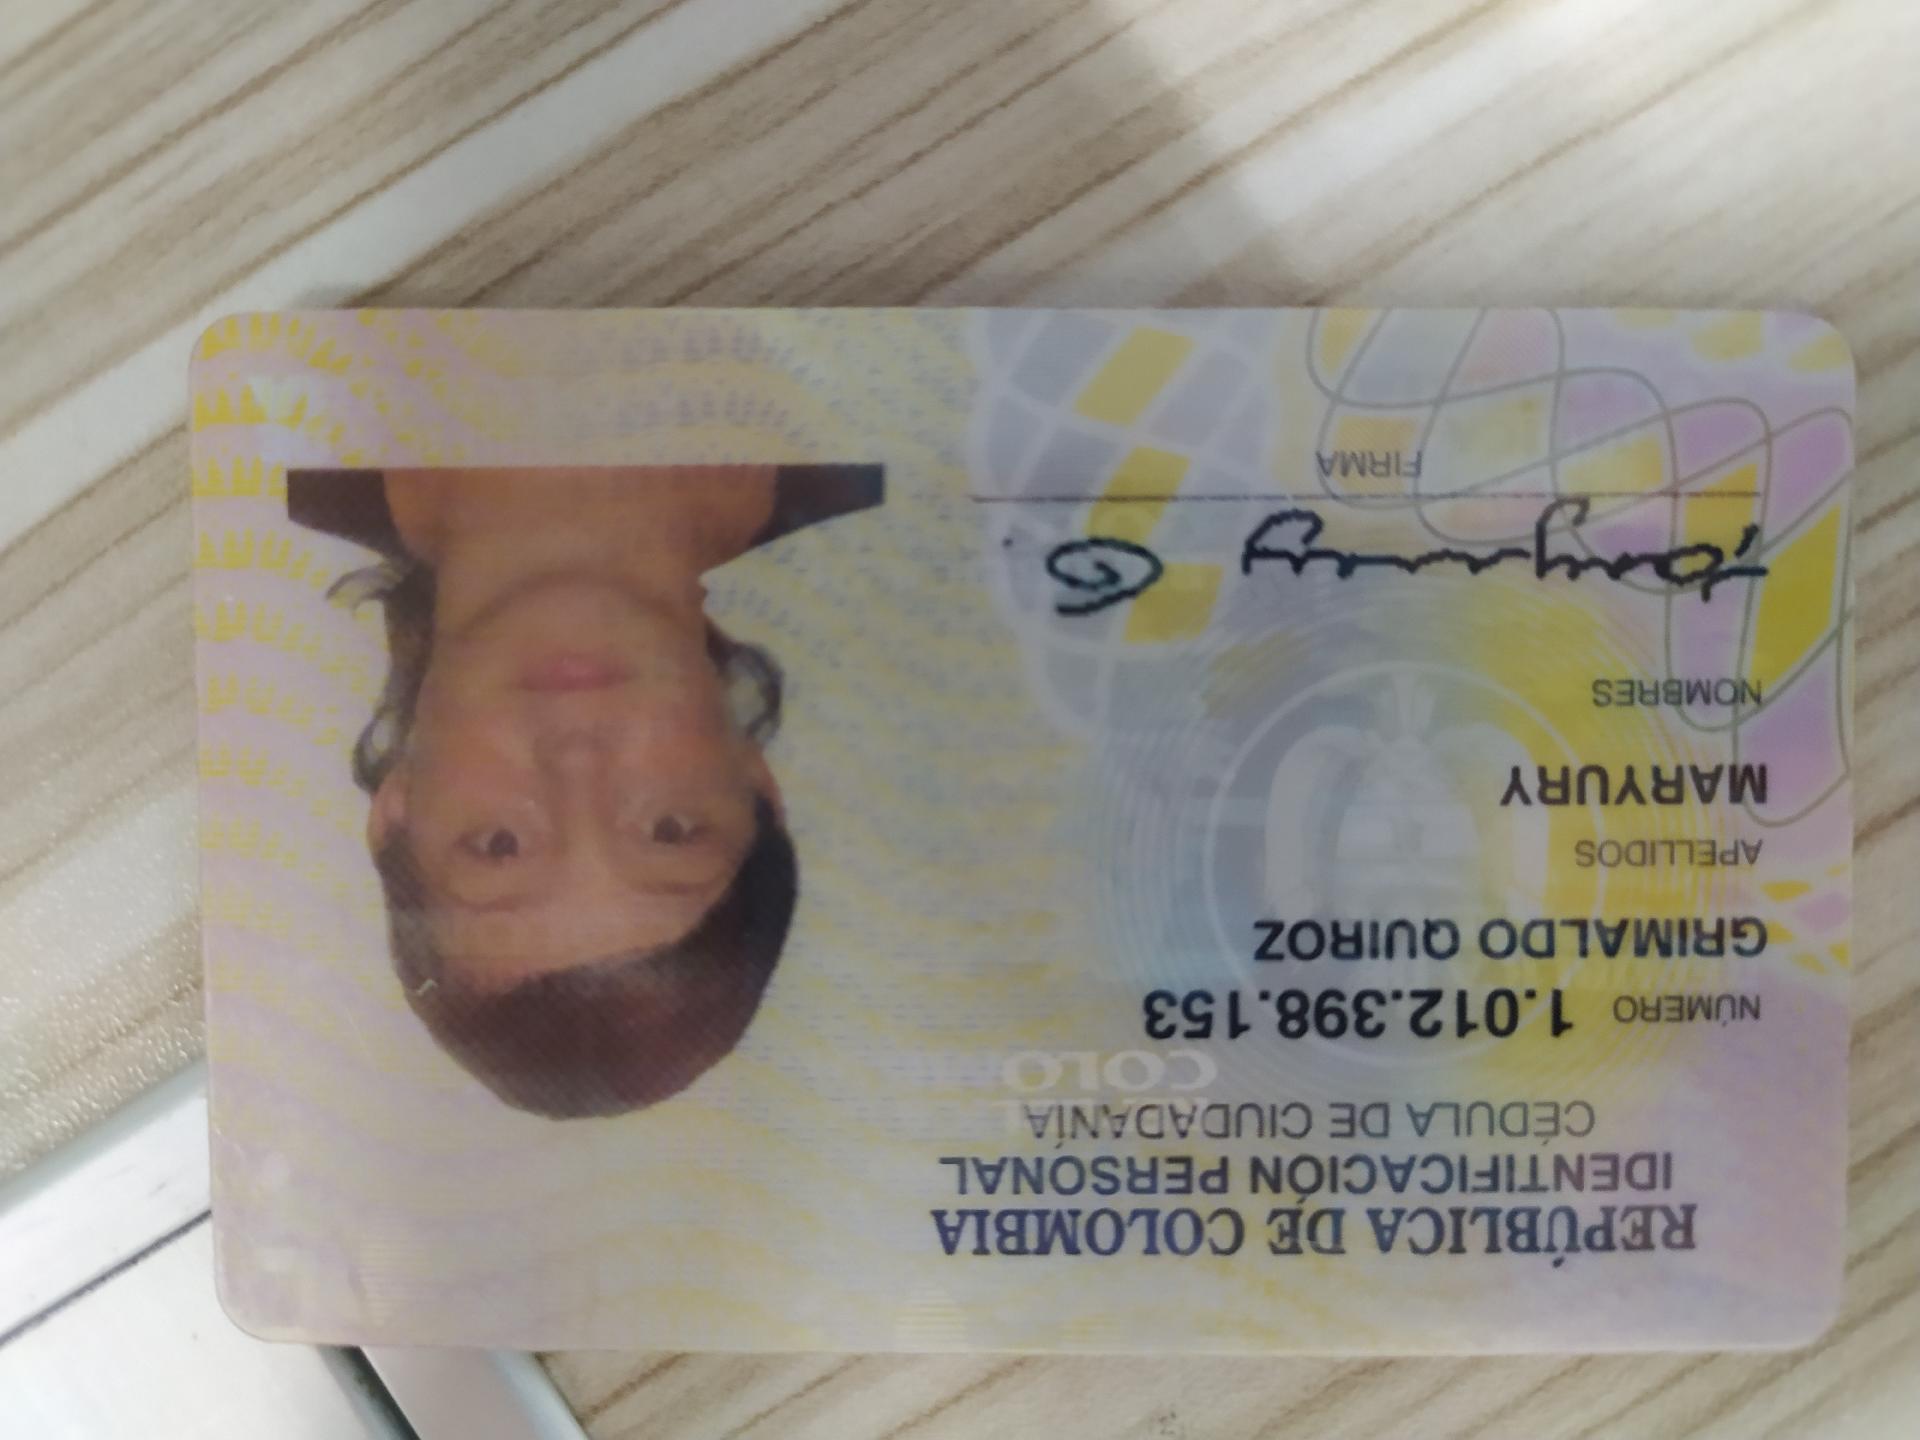 REPÚBLICA DE COLOMBIA
IDENTIFICACIÓN PERSONAL
CÉDULA DE CIUDADANÍA
COLO
NÚMERO 1.012.398.153
GRIMALDO QUIROZ
APELLIDOS
MARYURY
NOMBRES
FIRMA